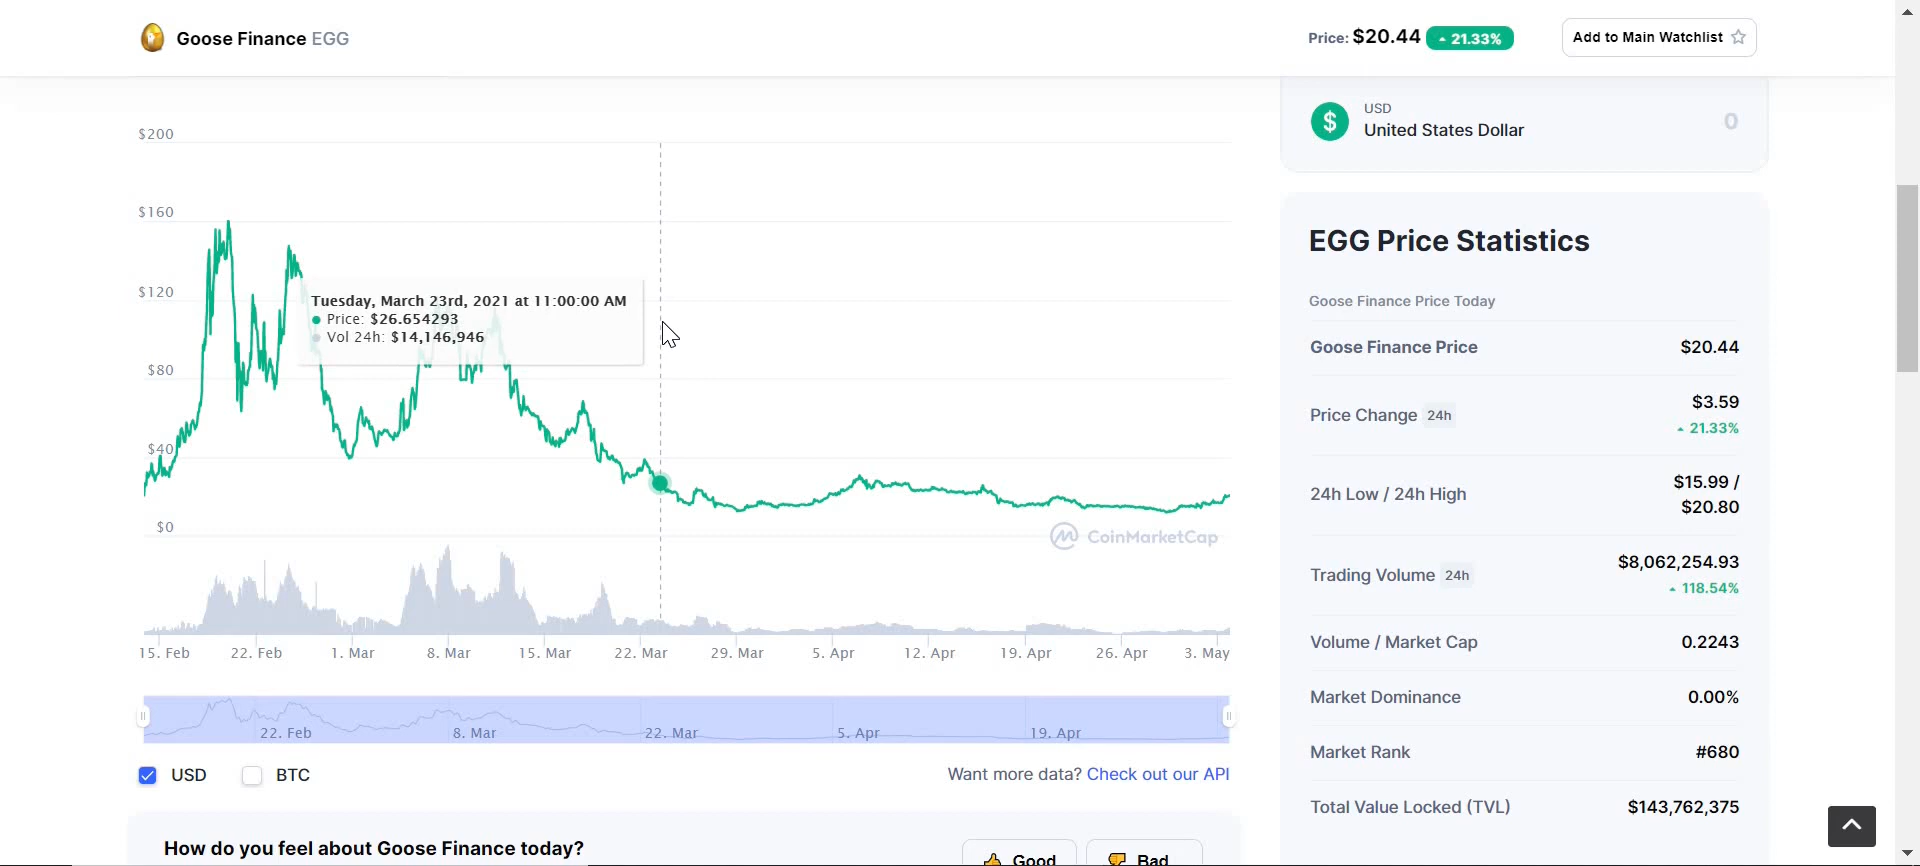 Goose Finance EGG
Price: $20.44 21.33%
Add to Main Watchlist
USD
United States Dollar
0
$200
$160
$120
$80
$40
$0
Tuesday, March 23rd, 2021 at 11:00:00 AM
Price: $26.654293
Vol 24h: $14,146,946
CoinMarketCap
15. Feb 22. Feb 1. Mar 8. Mar 15. Mar 22. Mar 29. Mar 5. Apr 12. Apr 19. Apr 26. Apr 3. May
22. Feb 8. Mar 22. Mar 5. Apr 19. Apr
USD BTC
Want more data? Check out our API
How do you feel about Goose Finance today?
Good Bad
EGG Price Statistics
Goose Finance Price Today
Goose Finance Price $20.44
Price Change 24h $3.59
21.33%
24h Low / 24h High $15.99 /
$20.80
Trading Volume 24h $8,062,254.93
118.54%
Volume / Market Cap 0.2243
Market Dominance 0.00%
Market Rank #680
Total Value Locked (TVL) $143,762,375